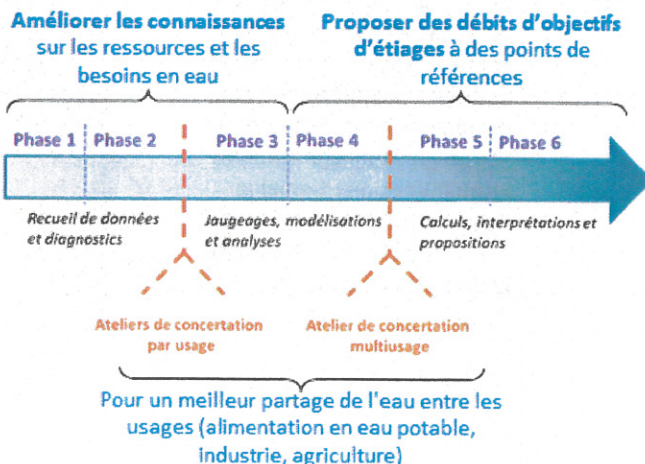 Améliorer les connaissances
sur les ressources et les
besoins en eau
Proposer des débits d'objectifs
d'étiages à des points de
références
Phase 1
Phase 2
Phase 3
Phase 4
Phase 5
Phase 6
Recueil de données
et diagnostics
Jaugeages, modélisations
et analyses
Calculs, interprétations et
propositions
Ateliers de concertation
par usage
Atelier de concertation
multiusage
Pour un meilleur partage de l'eau entre les
usages (alimentation en eau potable,
industrie, agriculture)